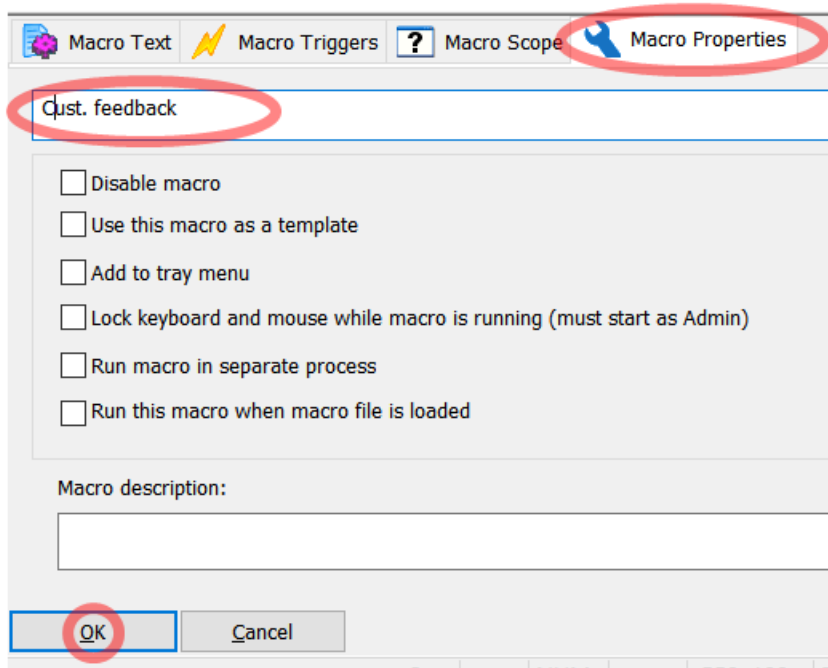 Macro Text Macro Triggers ? Macro Scope Macro Properties
Cust. feedback
Disable macro
Use this macro as a template
Add to tray menu
Lock keyboard and mouse while macro is running (must start as Admin)
Run macro in separate process
Run this macro when macro file is loaded
Macro description:
OK Cancel